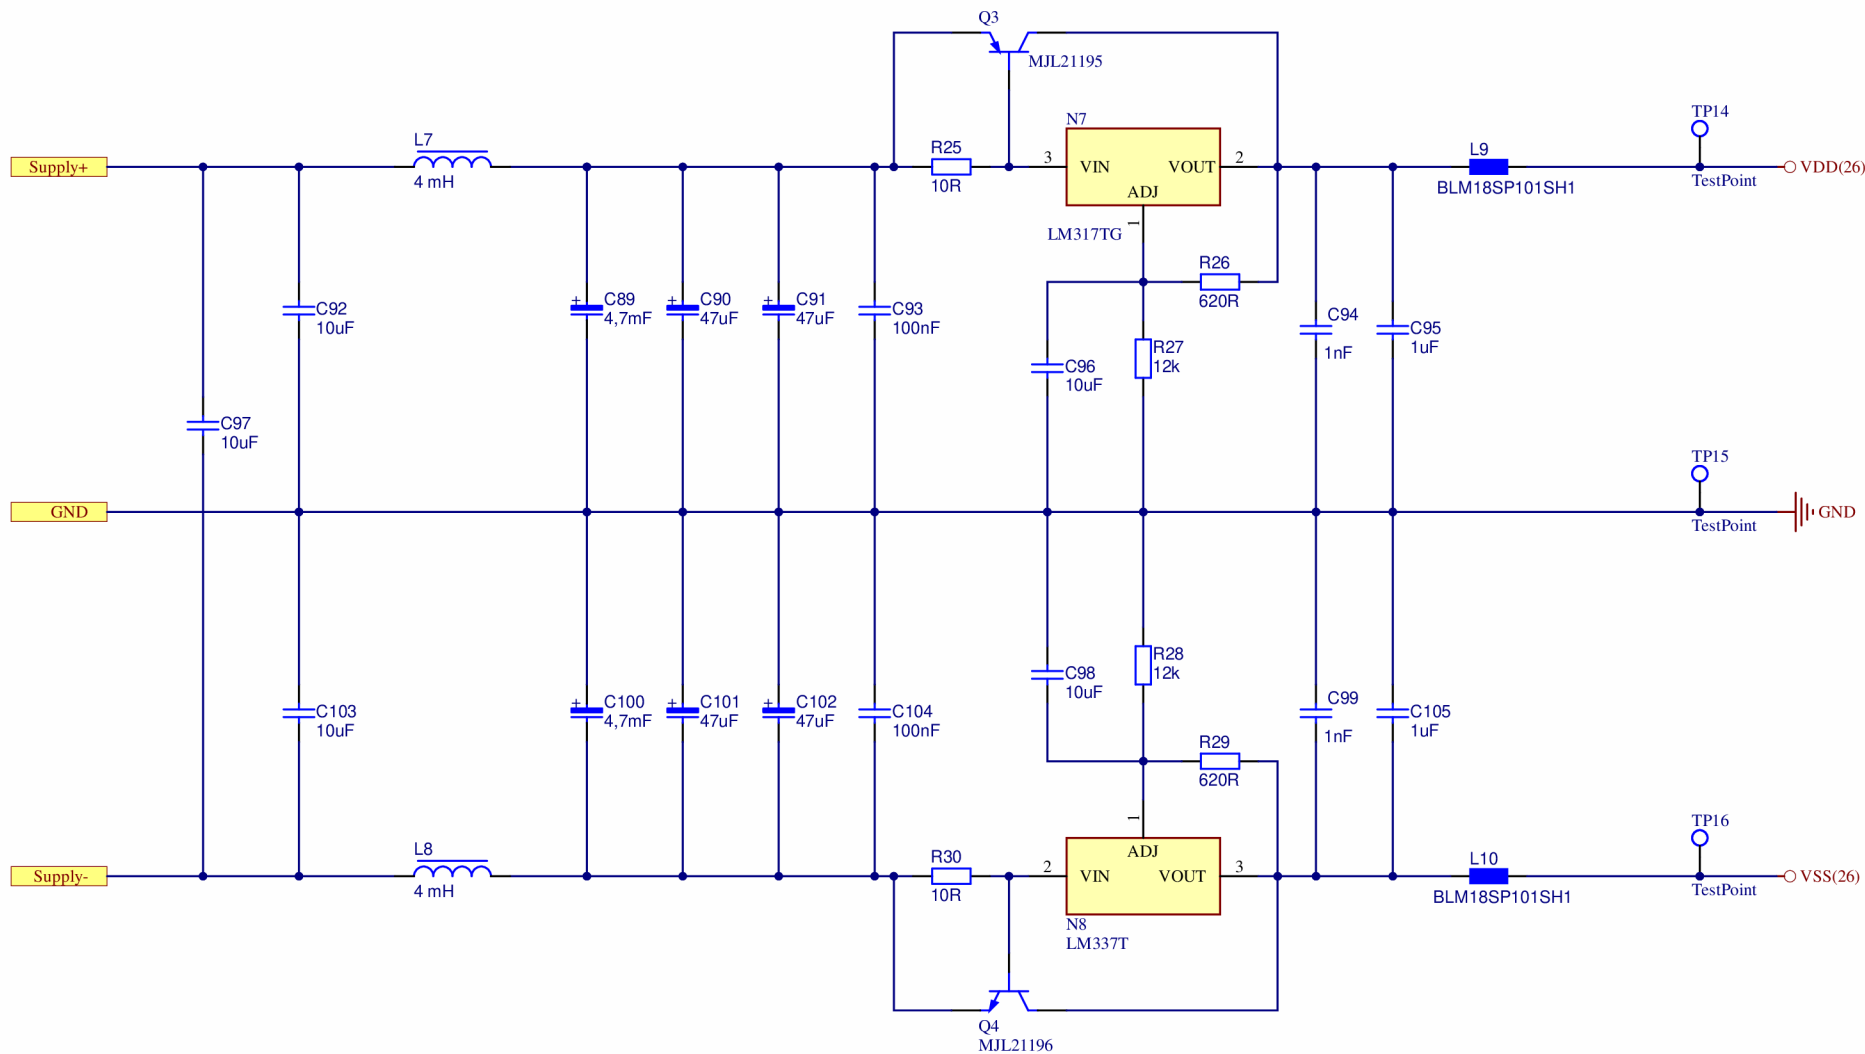 Q3
MJL21195
TP14
N7
L7
R25
L9
Supply+
3
VIN
VOUT
2
TestPoint
VDD(26)
4 mH
10R
ADJ
BLM18SP101SH1
1
LM317TG
R26
620R
C92
10uF
C89
4,7mF
+
C90
47uF
+
C91
47uF
+
C93
100nF
C94
1nF
C95
1uF
R27
12k
C96
10uF
C97
10uF
TP15
GND
GND
TestPoint
R28
12k
C98
10uF
C103
10uF
C100
4,7mF
+
C101
47uF
+
C102
47uF
+
C104
100nF
C99
1nF
C105
1uF
R29
620R
1
TP16
L8
R30
ADJ
L10
Supply-
2
VIN
VOUT
3
TestPoint
VSS(26)
4 mH
10R
BLM18SP101SH1
N8
LM337T
Q4
MJL21196